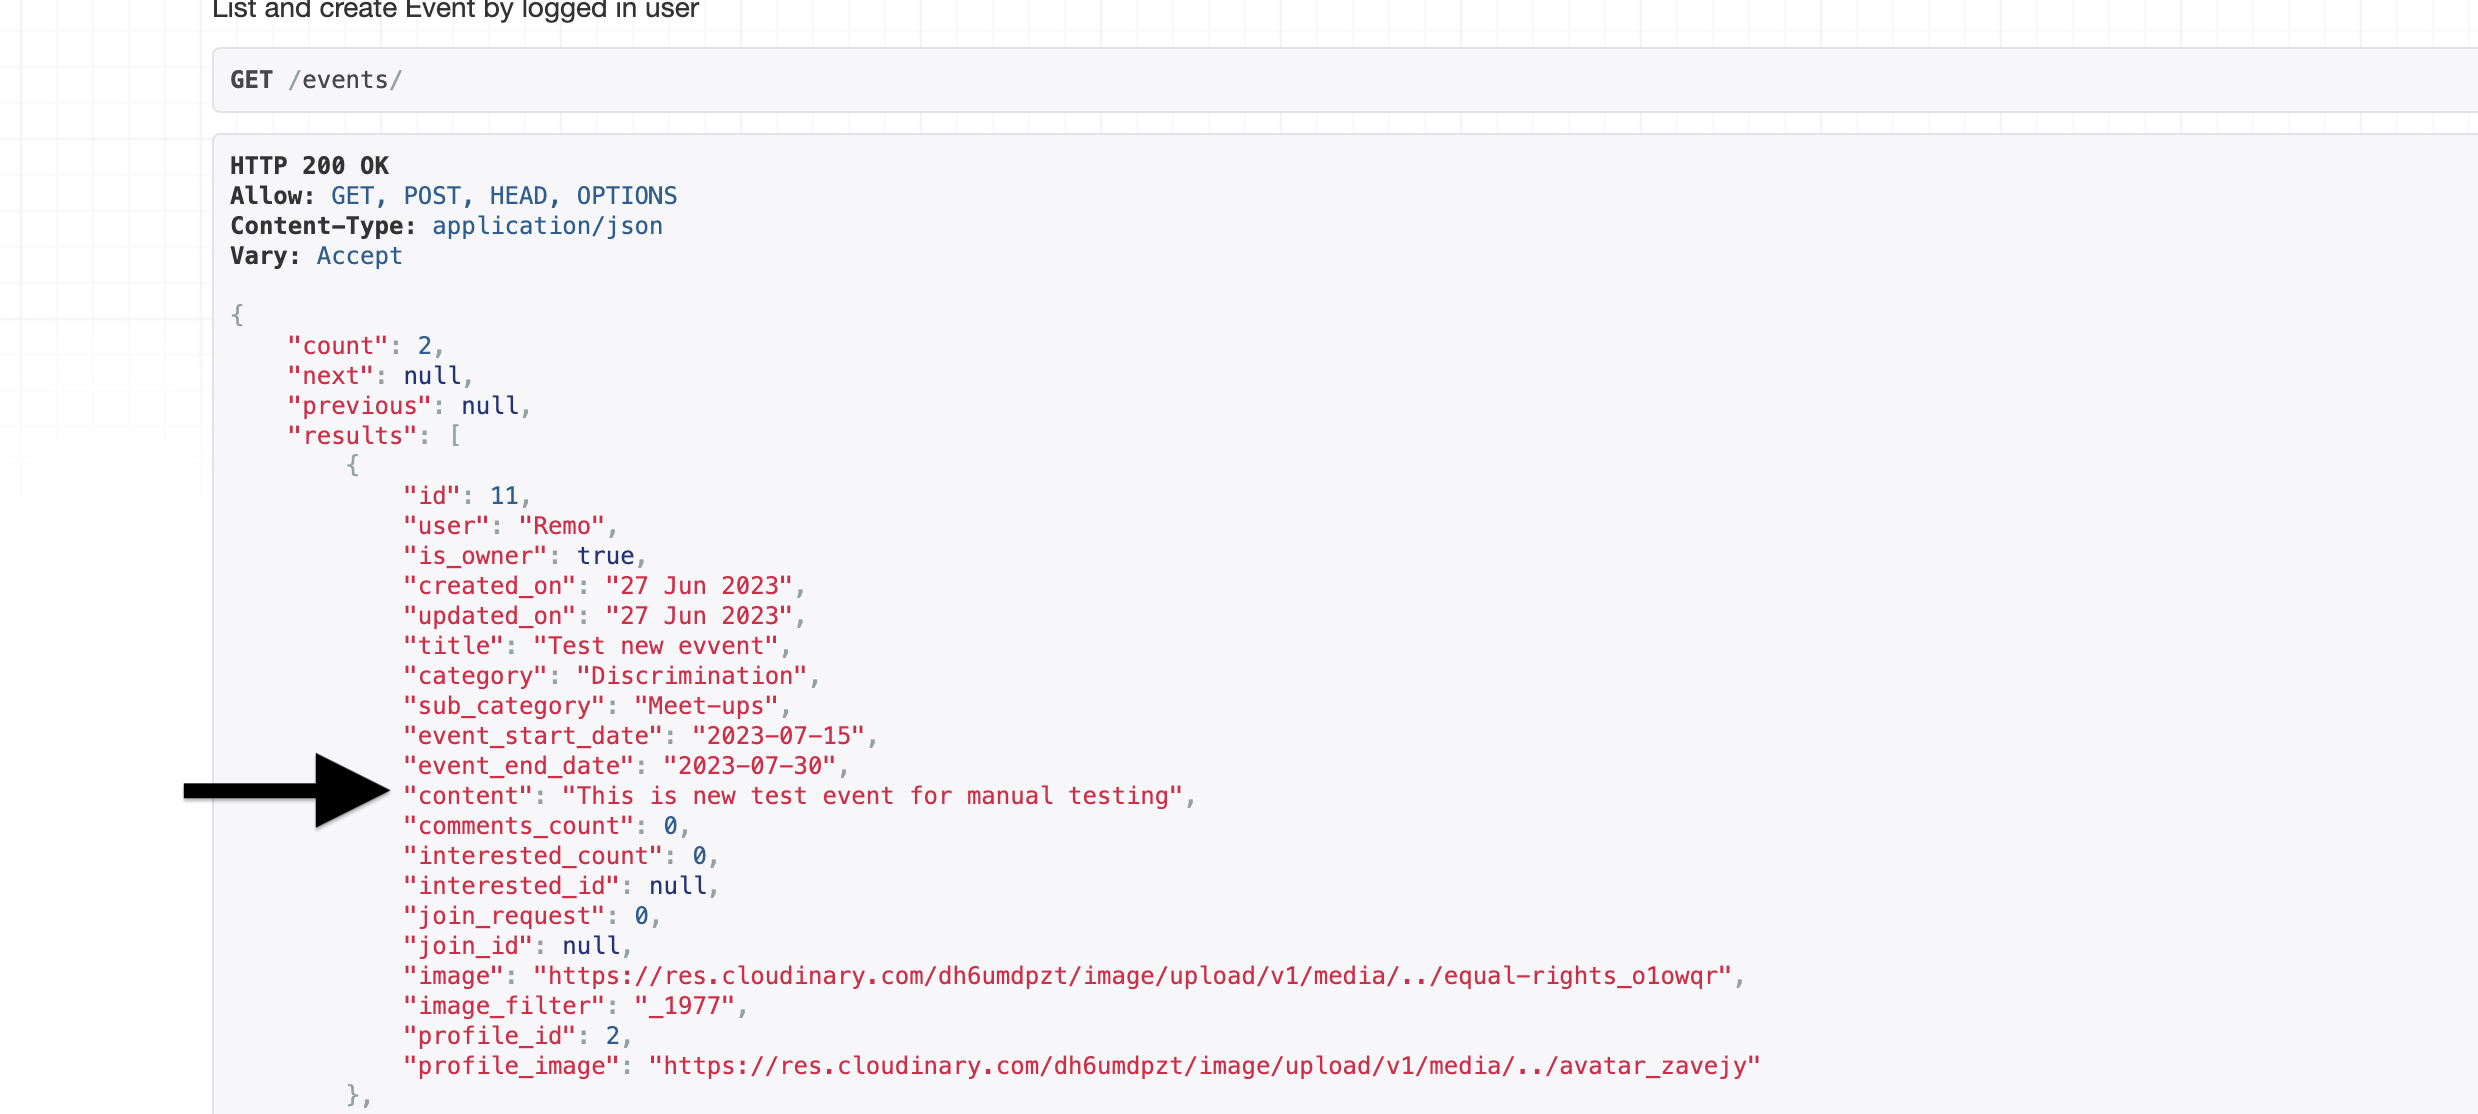 List and create Event by logged in user
GET /events/
HTTP 200 OK
Allow: GET, POST, HEAD, OPTIONS
Content-Type: application/json
Vary: Accept
{
    "count": 2,
    "next": null,
    "previous": null,
    "results": [
        {
            "id": 11,
            "user": "Remo",
            "is_owner": true,
            "created_on": "27 Jun 2023",
            "updated_on": "27 Jun 2023",
            "title": "Test new evvent",
            "category": "Discrimination",
            "sub_category": "Meet-ups",
            "event_start_date": "2023-07-15",
            "event_end_date": "2023-07-30",
            "content": "This is new test event for manual testing",
            "comments_count": 0,
            "interested_count": 0,
            "interested_id": null,
            "join_request": 0,
            "join_id": null,
            "image": "https://res.cloudinary.com/dh6umdpzt/image/upload/v1/media/../equal-rights_o1owqr",
            "image_filter": "_1977",
            "profile_id": 2,
            "profile_image": "https://res.cloudinary.com/dh6umdpzt/image/upload/v1/media/../avatar_zavejy"
        },